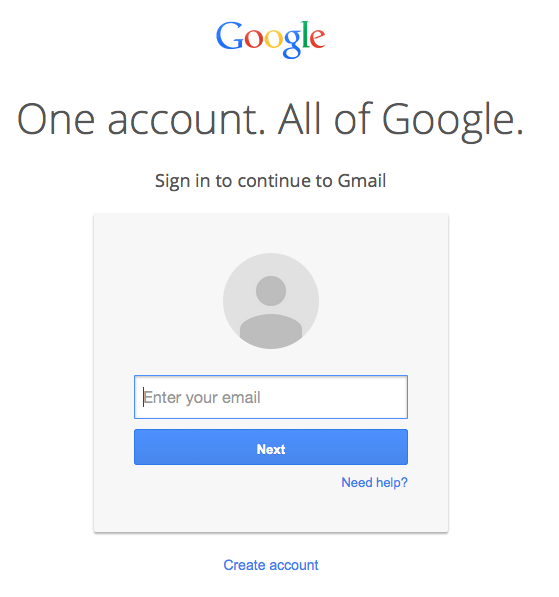 Google
One account. All of Google.
Sign in to continue to Gmail
Enter your email
Next
Need help?
Create account